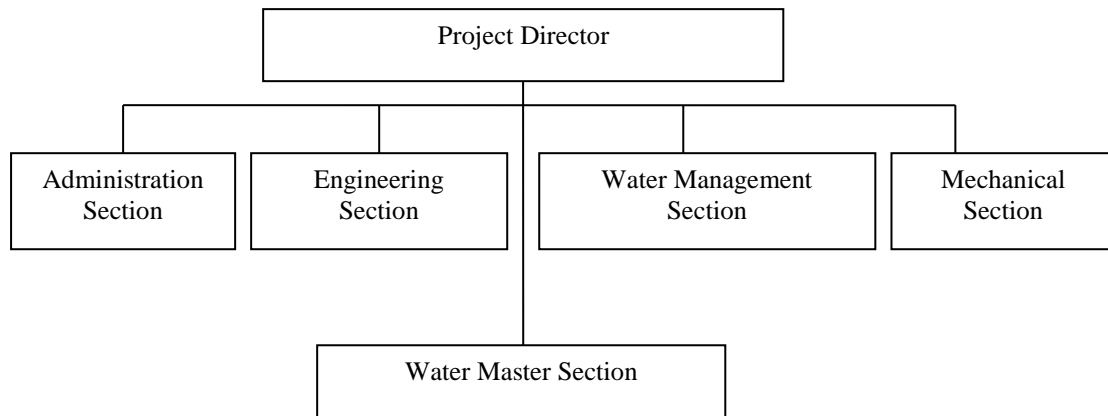 Project Director
Administration
Section
Engineering
Section
Water Management
Section
Mechanical
Section
Water Master Section